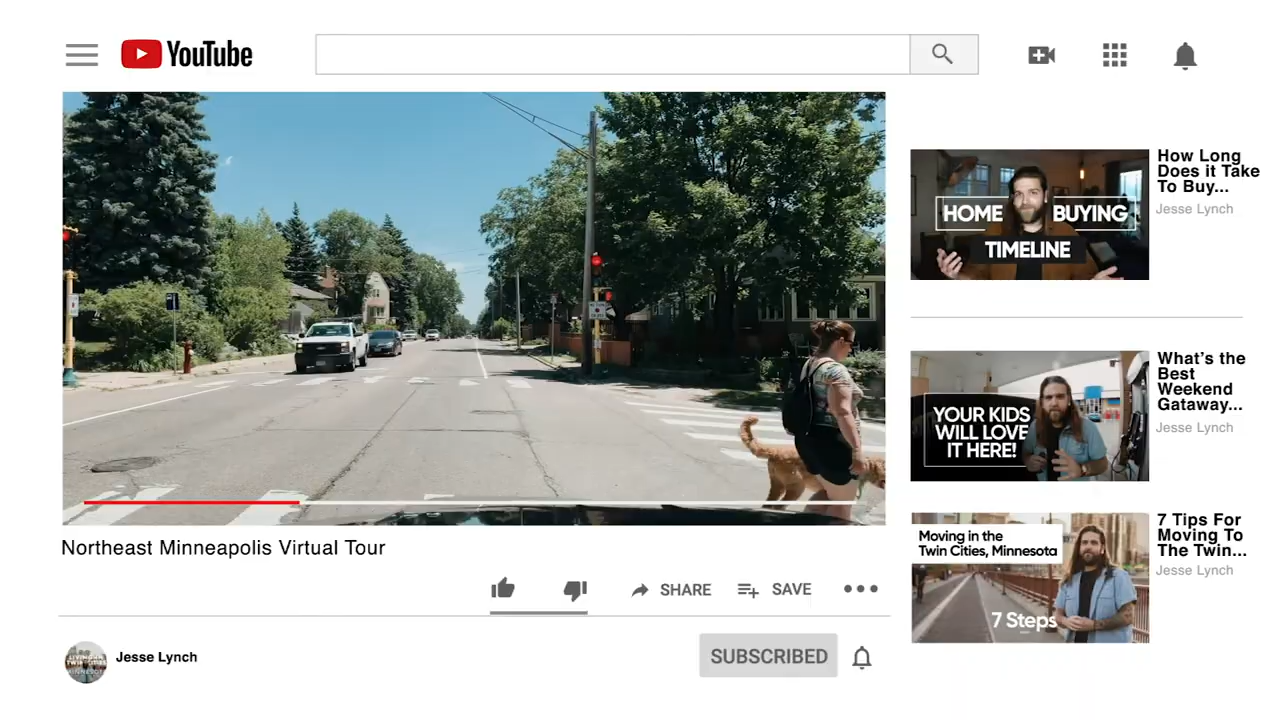 YouTube
Northeast Minneapolis Virtual Tour
SHARE
SAVE
Jesse Lynch
SUBSCRIBED
HOME BUYING
TIMELINE
How Long
Does it Take
To Buy...
Jesse Lynch
YOUR KIDS
WILL LOVE
IT HERE!
What's the
Best
Weekend
Gataway...
Jesse Lynch
Moving in the
Twin Cities, Minnesota
7 Steps
7 Tips For
Moving To
The Twin...
Jesse Lynch